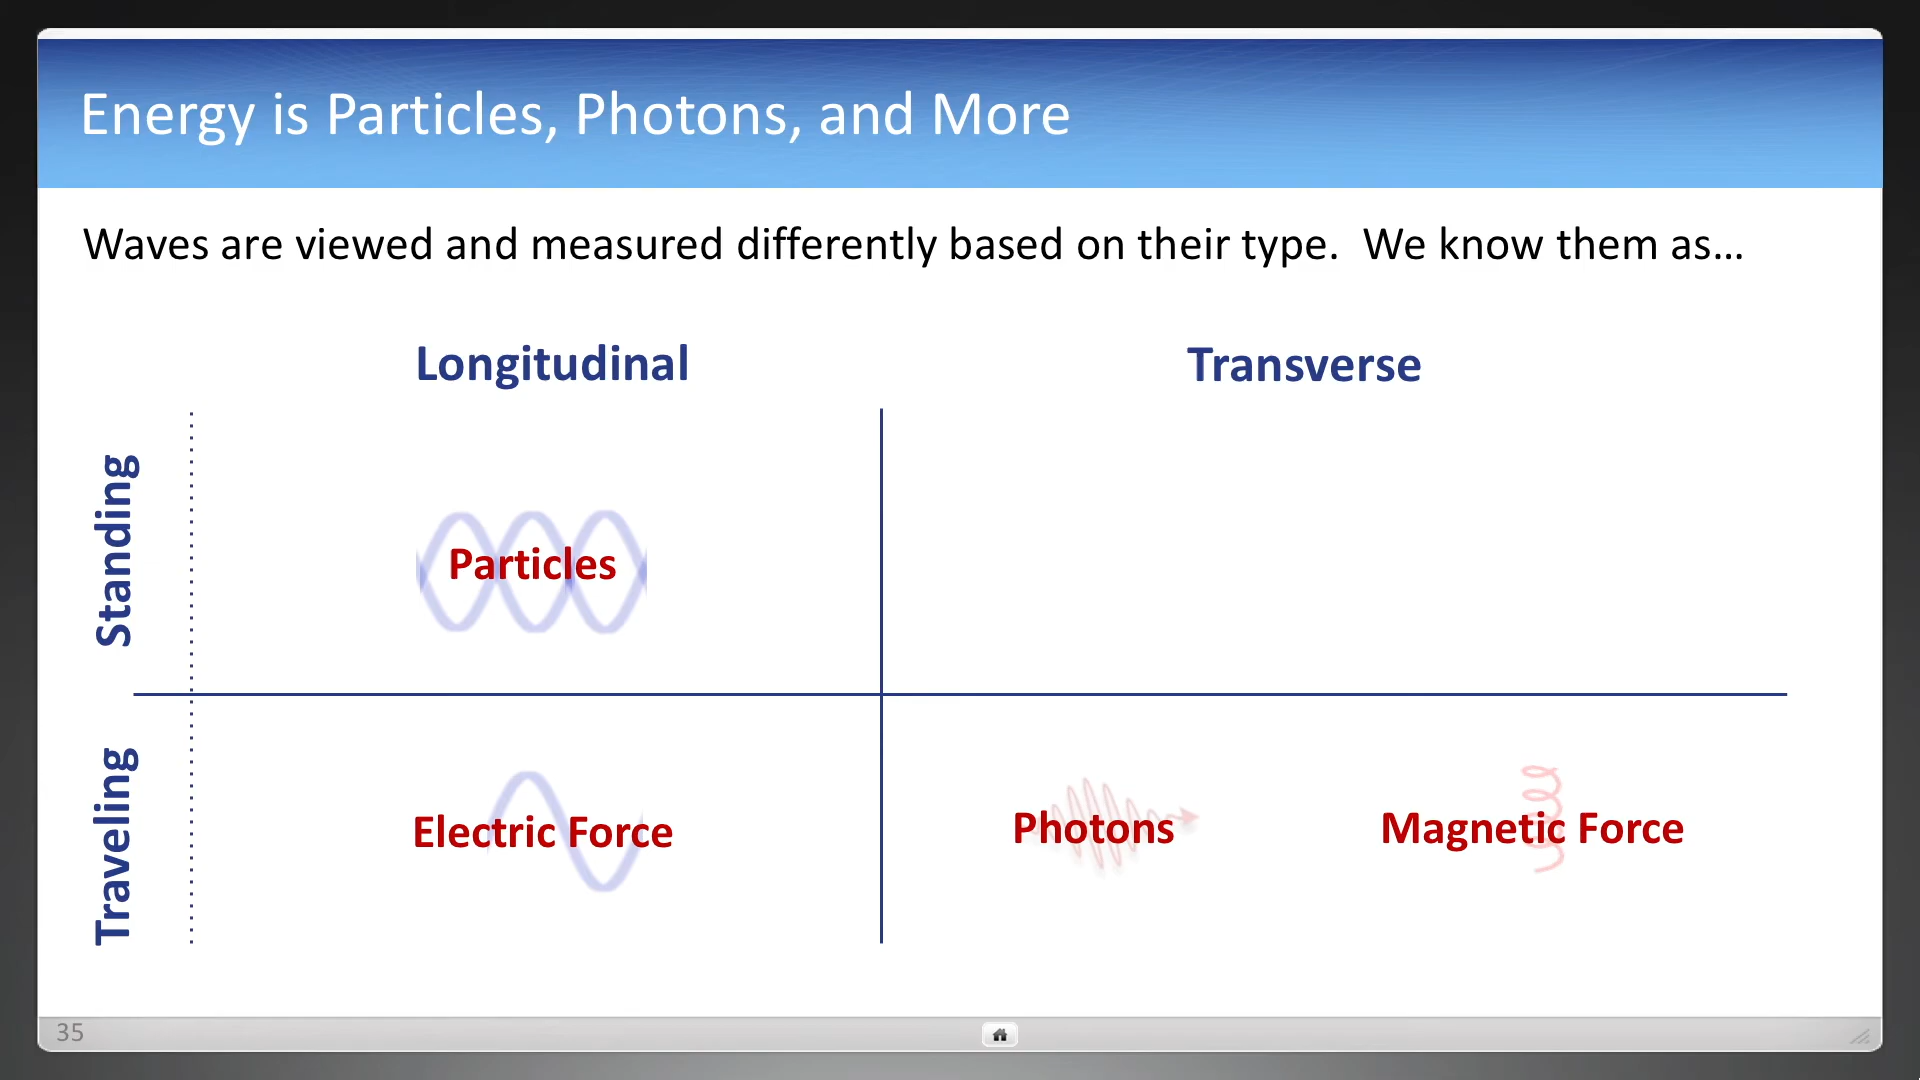 Energy is Particles, Photons, and More
Waves are viewed and measured differently based on their type.  We know them as...
Longitudinal
Transverse
Standing
Particles
Traveling
Electric Force
Photons
Magnetic Force
35